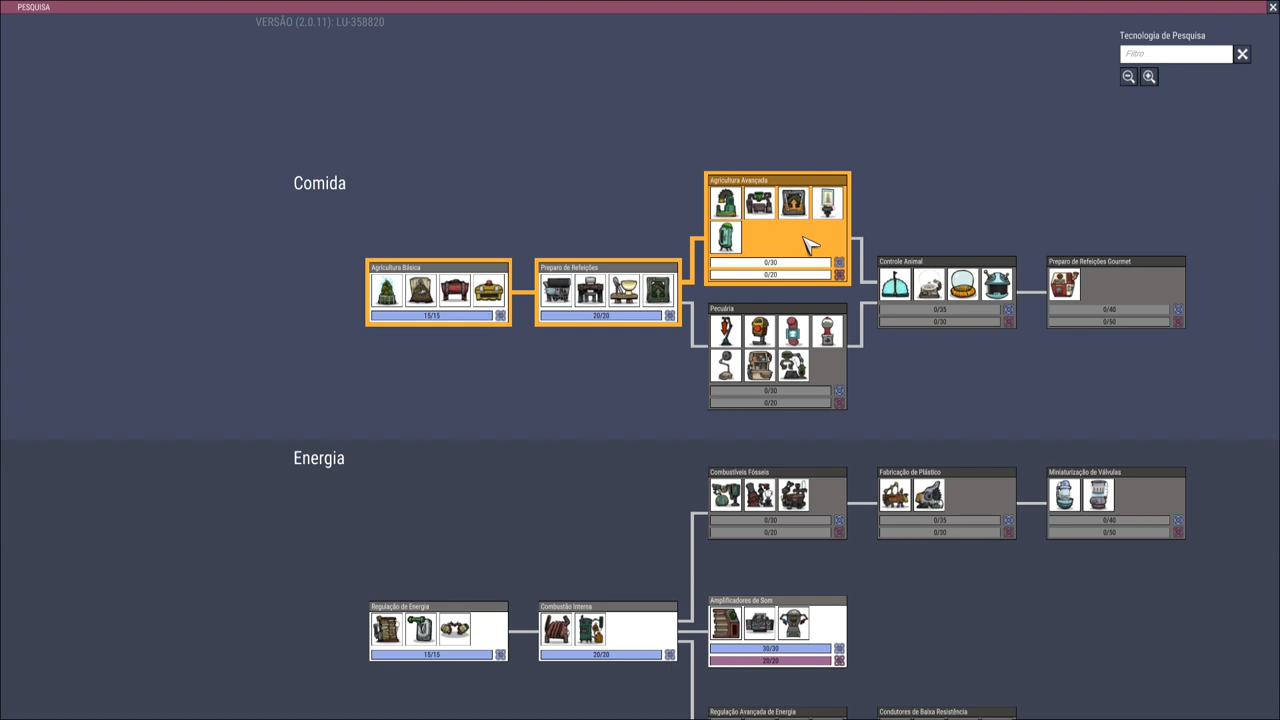 PESQUISA
VERSÃO (2.0.11): LU-358820
Tecnologia de Pesquisa
Filtro
Comida
Agricultura Avançada
0/30
0/20
Agricultura Básica
15/15
Preparo de Refeições
20/20
Controle Animal
0/35
0/30
Preparo de Refeições Gourmet
0/40
0/50
Pecuária
0/30
0/20
Energia
Combustíveis Fósseis
0/30
0/20
Fabricação de Plástico
0/35
0/30
Miniaturização de Válvulas
0/40
0/50
Regulação de Energia
15/15
Combustão Interna
20/20
Amplificadores de Som
30/30
20/20
Regulação Avançada de Energia
Condutores de Baixa Resistência